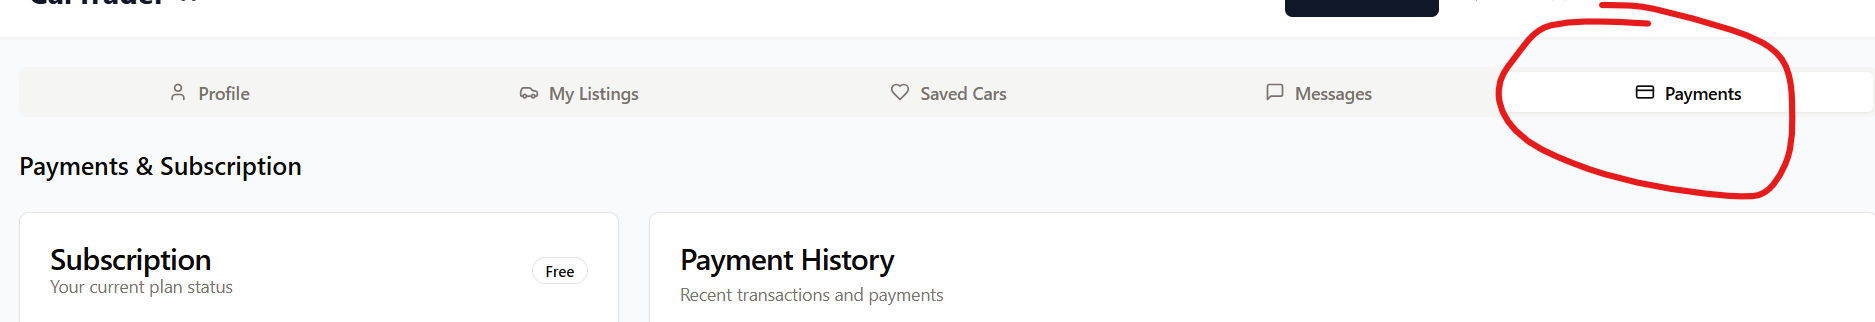 Profile
My Listings
Saved Cars
Messages
Payments
Payments & Subscription
Subscription
Free
Your current plan status
Payment History
Recent transactions and payments